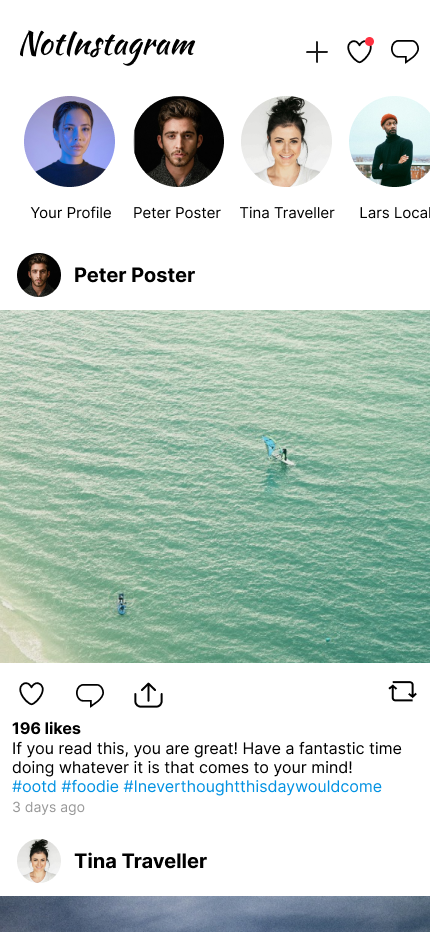 NotInstagram
Your Profile Peter Poster Tina Traveller Lars Local
Peter Poster
196 likes
If you read this, you are great! Have a fantastic time
doing whatever it is that comes to your mind!
#ootd #foodie #Ineverthoughtthisdaywouldcome
3 days ago
Tina Traveller